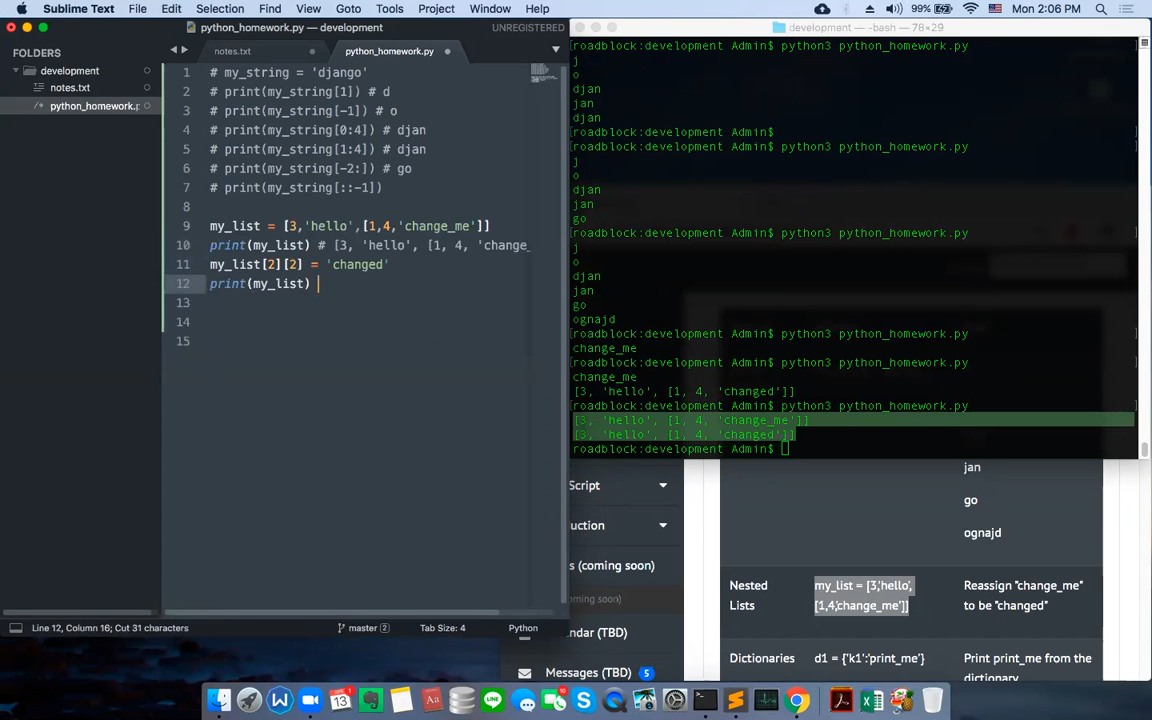 Sublime Text File Edit Selection Find View Goto Tools Project Window Help 99% Mon 2:06 PM
python_homework.py — development UNREGISTERED
FOLDERS
development
notes.txt
python_homework.p
notes.txt python_homework.py
1 # my_string = 'django'
2 # print(my_string[1]) # d
3 # print(my_string[-1]) # o
4 # print(my_string[0:4]) # djan
5 # print(my_string[1:4]) # djan
6 # print(my_string[-2:]) # go
7 # print(my_string[::-1])
8
9 my_list = [3,'hello',[1,4,'change_me']]
10 print(my_list) # [3, 'hello', [1, 4, 'change_
11 my_list[2][2] = 'changed'
12 print(my_list)
13
14
15
Line 12, Column 16; Cut 31 characters master 2 Tab Size: 4 Python
development — -bash — 78×29
[roadblock:development Admin$ python3 python_homework.py ]
j
o
djan
jan
djan
[roadblock:development Admin$ ]
[roadblock:development Admin$ python3 python_homework.py ]
j
o
djan
jan
go
[roadblock:development Admin$ python3 python_homework.py ]
j
o
djan
jan
go
ognajd
[roadblock:development Admin$ python3 python_homework.py ]
change_me
[roadblock:development Admin$ python3 python_homework.py ]
change_me
[3, 'hello', [1, 4, 'changed']]
[roadblock:development Admin$ python3 python_homework.py ]
[3, 'hello', [1, 4, 'change_me']]
[3, 'hello', [1, 4, 'changed']]
roadblock:development Admin$
Script
uction
s (coming soon)
oming soon)
ndar (TBD)
Messages (TBD) 5
jan
go
ognajd
Nested Lists
my_list = [3,'hello',
[1,4,'change_me']]
Reassign "change_me"
to be "changed"
Dictionaries
d1 = {'k1':'print_me'}
Print print_me from the
dictionary
13